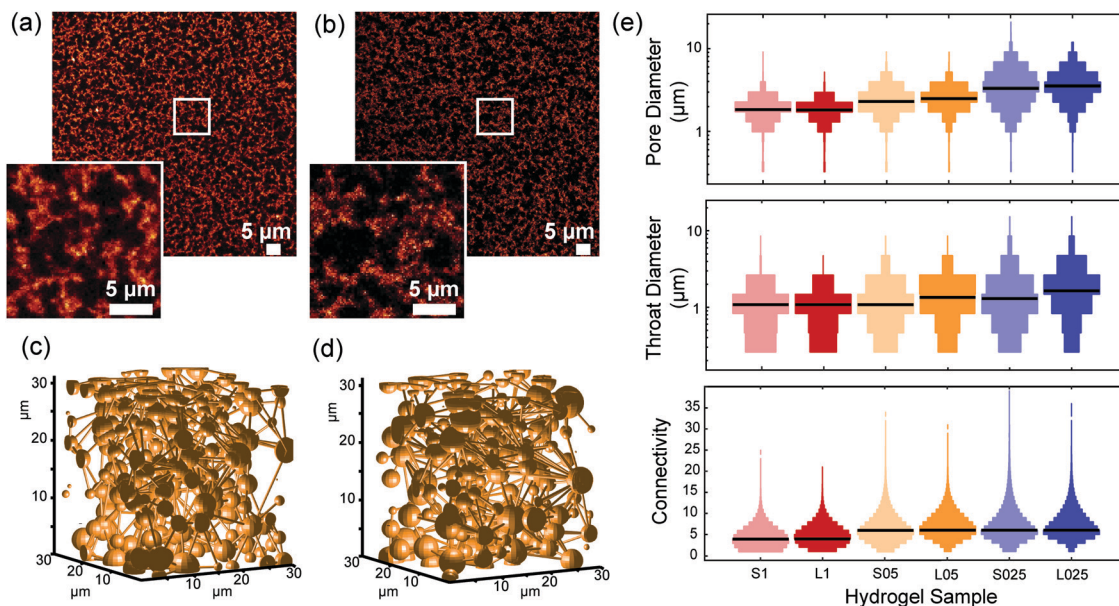 (a)
5 µm
5 µm
(b)
5 µm
5 µm
(c)
30
µm
20
10
30
20
10
µm
10
20
30
µm
(d)
30
µm
20
10
30
20
10
µm
10
20
30
µm
(e)
Pore Diameter
(µm)
10
1
Throat Diameter
(µm)
10
1
Connectivity
35
30
25
20
15
10
5
0
S1 L1 S05 L05 S025 L025
Hydrogel Sample